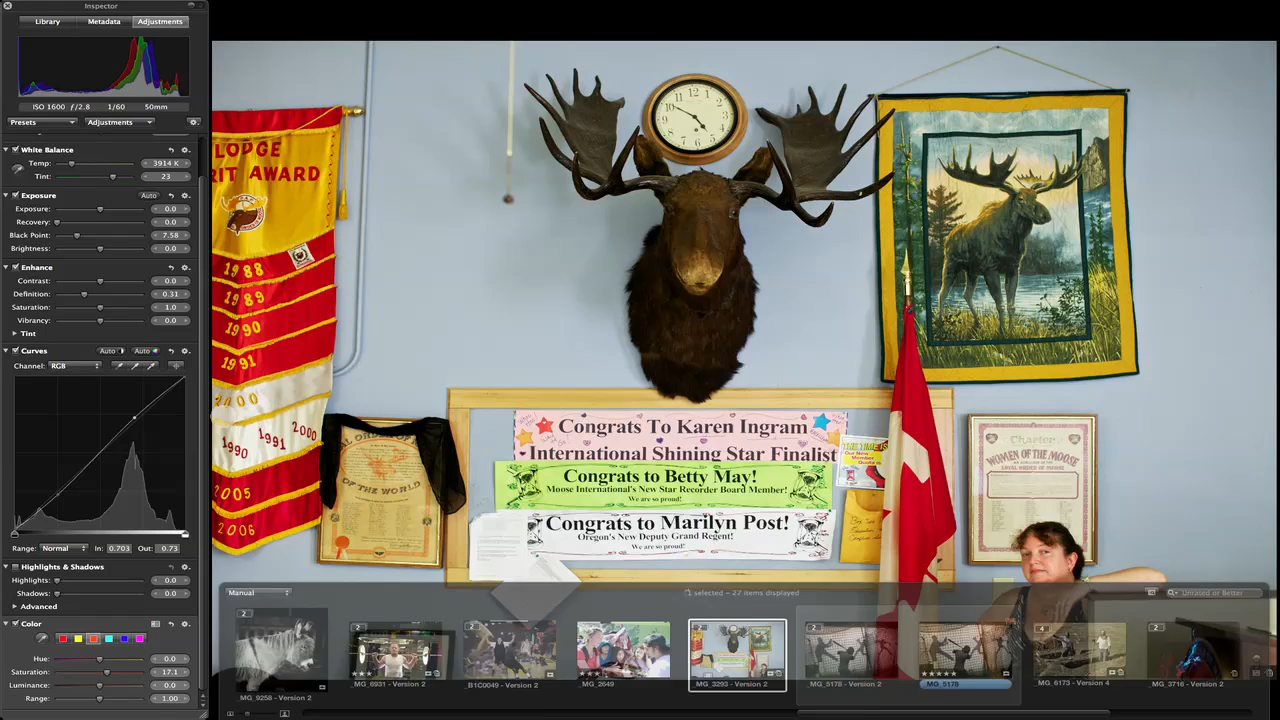 Inspector
Library Metadata Adjustments
ISO 1600 ƒ/2.8 1/60 50mm
Presets Adjustments
White Balance
Temp: 3914 K
Tint: 23
Exposure Auto
Exposure: 0.0
Recovery: 0.0
Black Point: 7.58
Brightness: 0.0
Enhance
Contrast: 0.0
Definition: 0.31
Saturation: 1.0
Vibrancy: 0.0
Tint
Curves Auto Auto
Channel: RGB
Range: Normal In: 0.703 Out: 0.73
Highlights & Shadows
Highlights: 0.0
Shadows: 0.0
Advanced
Color
Hue: 0.0
Saturation: 17.1
Luminance: 0.0
Range: 1.00
LODGE
RIT AWARD
1988
1989
1990
1991
2000
1990 1991 2000
2005
2006
OF THE WORLD
Congrats To Karen Ingram
International Shining Star Finalist
Congrats to Betty May!
Moose International's New Star Recorder Board Member!
We are so proud!
Congrats to Marilyn Post!
Oregon's New Deputy Grand Regent!
We are so proud!
Charter
WOMEN OF THE MOOSE
Manual
selected - 27 items displayed
Unrated or Better
MG_9258 - Version 2
MG_6931 - Version 2
B1C0049 - Version 2
MG_2649
MG_3293 - Version 2
MG_5178 - Version 2
MG_5178
MG_6173 - Version 4
MG_3716 - Version 2